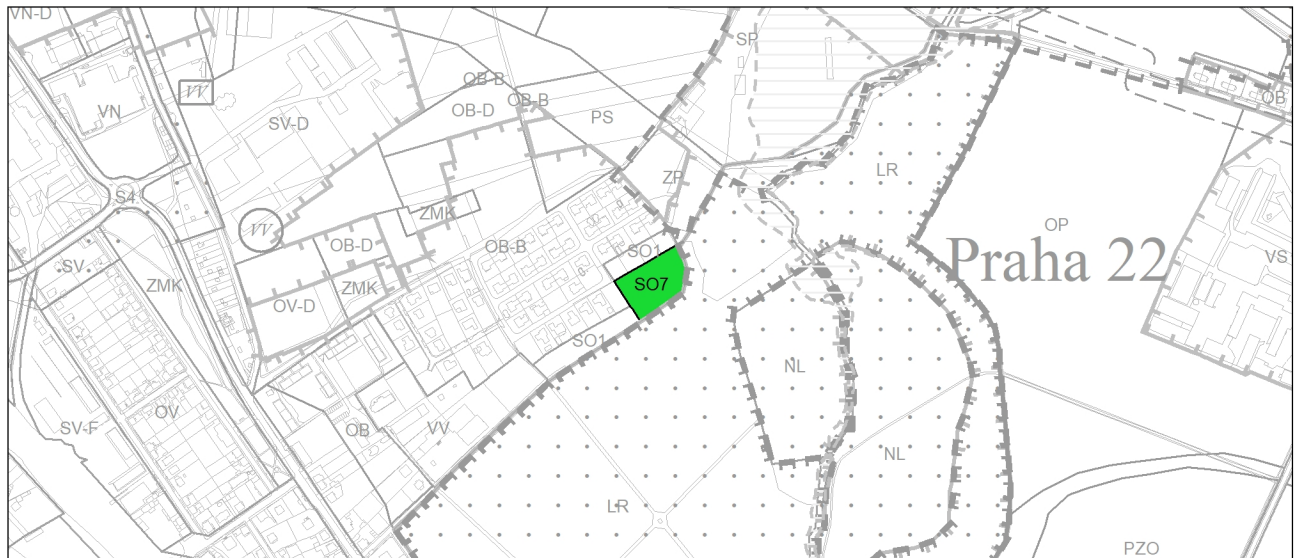 VN-D
SP
OB-B
OB
VV
OB-D
OB-B
VN
SV-D
PS
LR
ZP
S4
ZMK
OP
VV
OB-D
OB-B
SO1
Praha 22
VS
SV
ZMK
ZMK
SO7
OV-D
SO1
NL
OV
SV-F
OB
VV
NL
LR
PZO